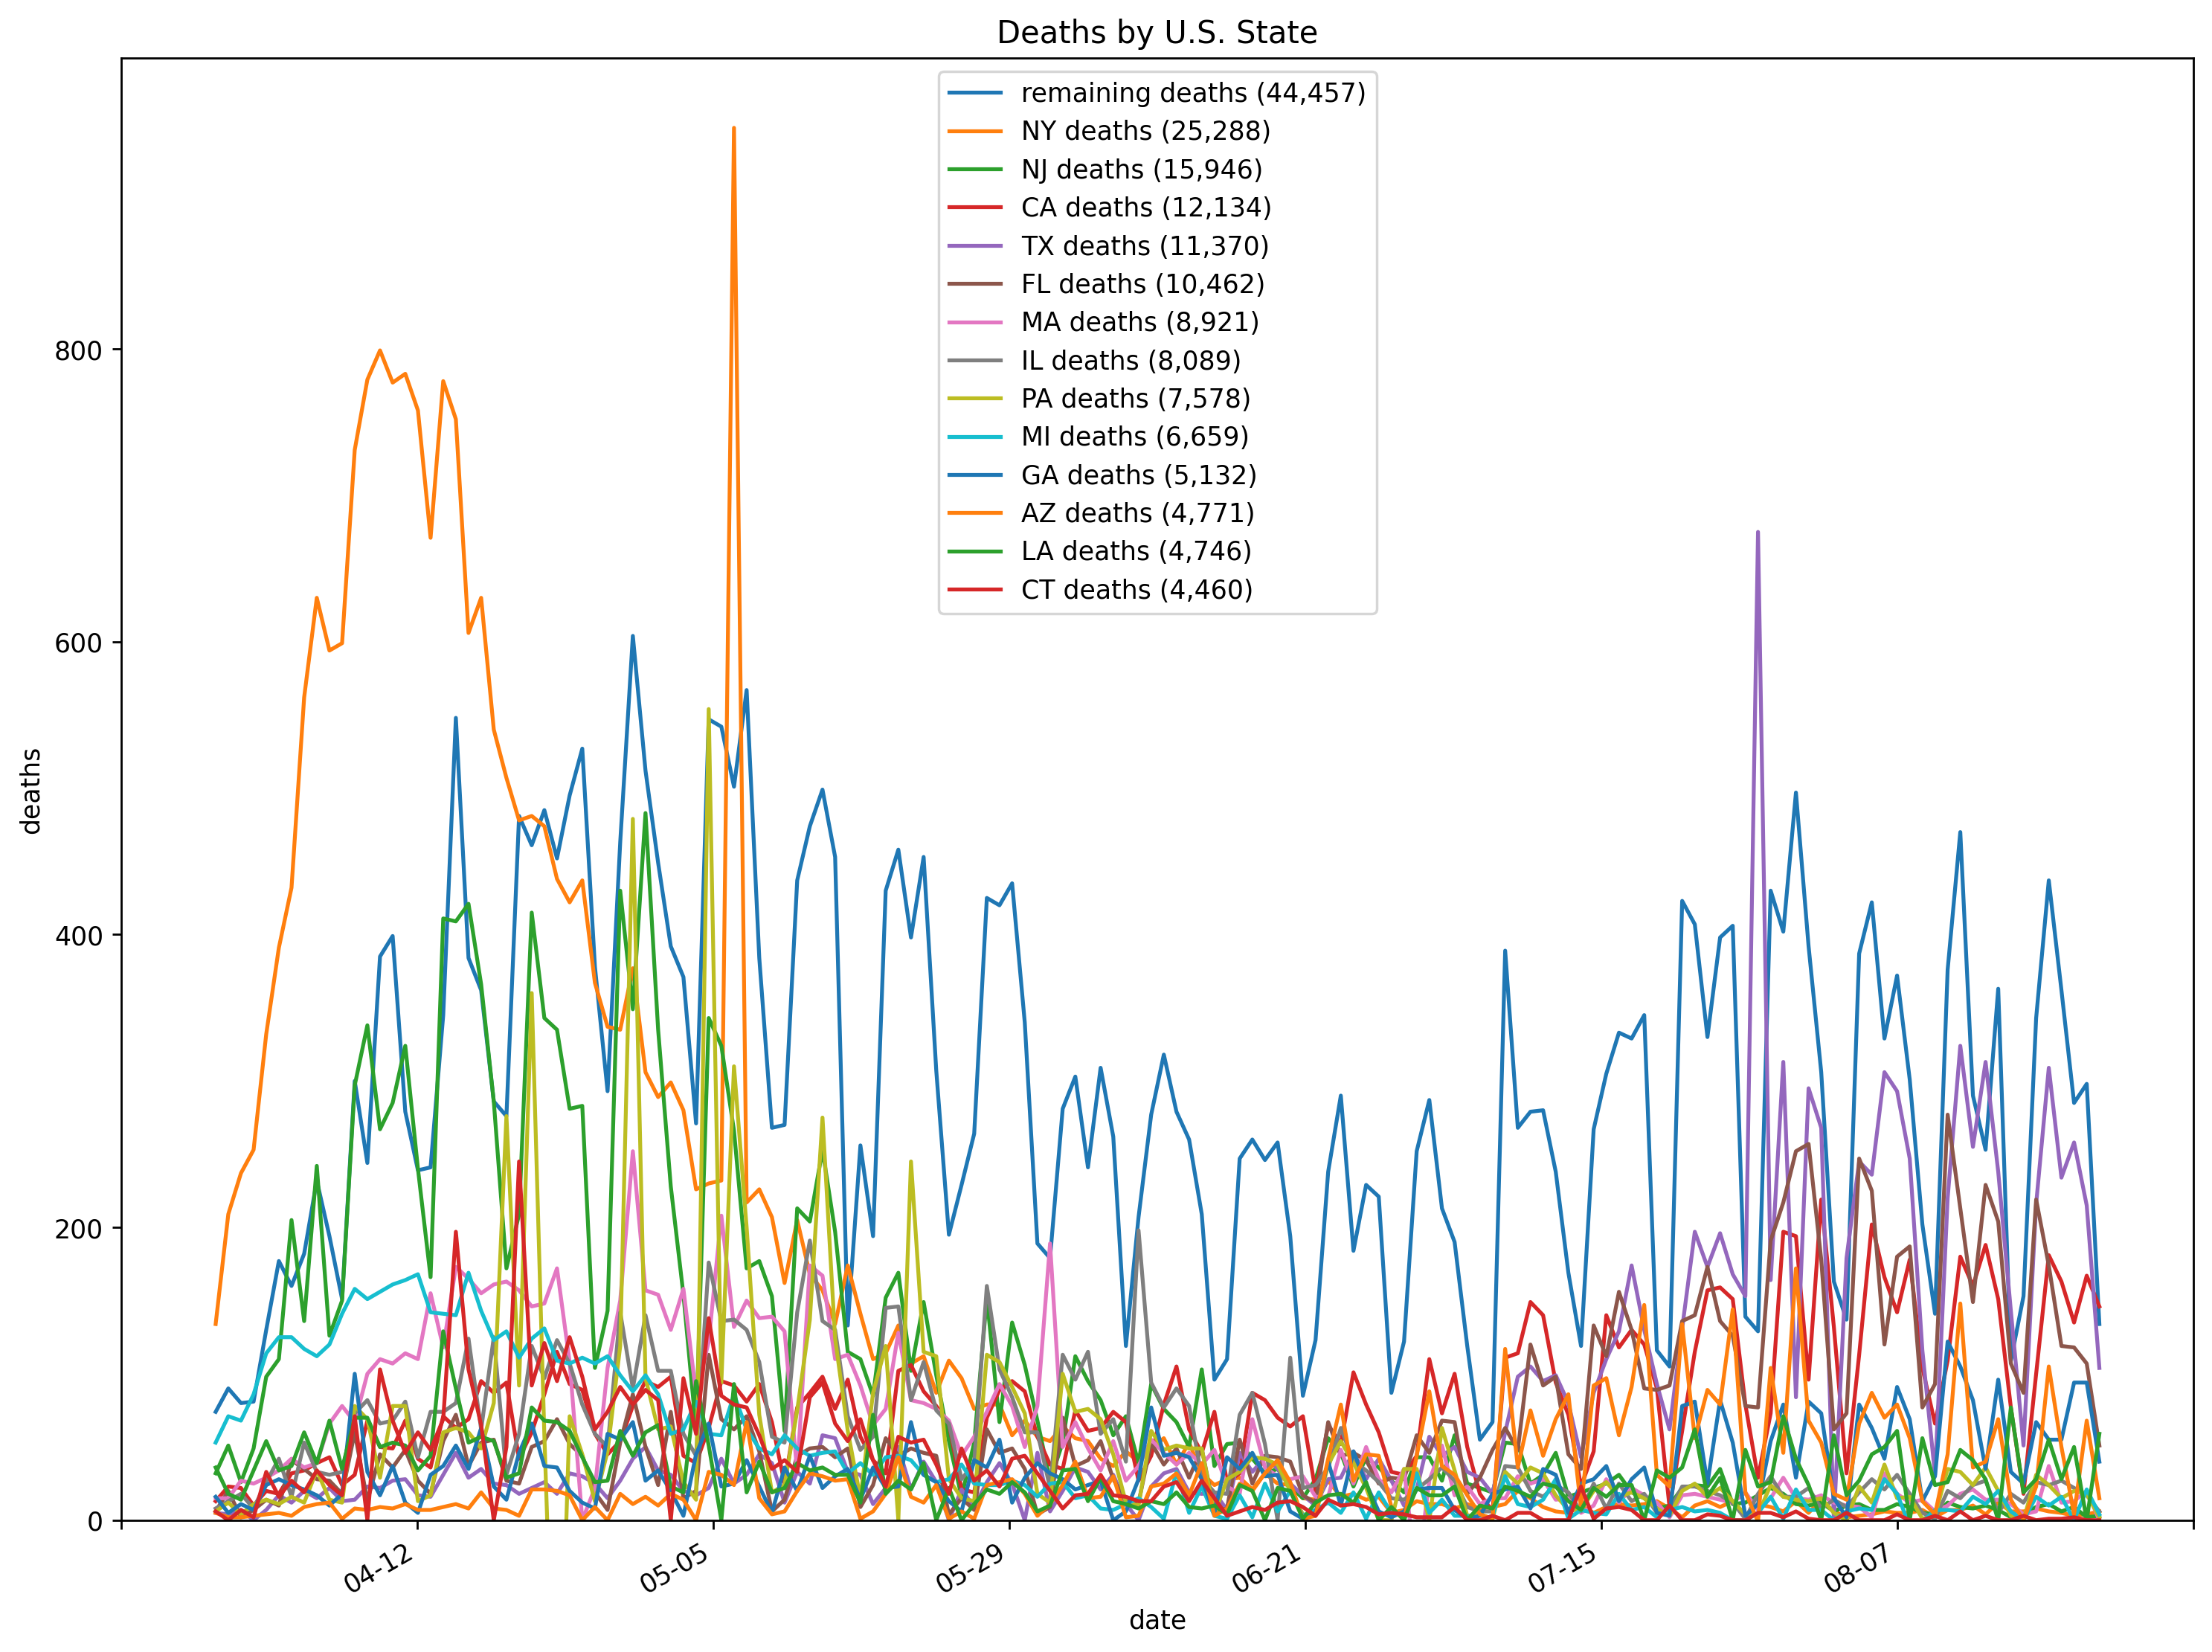 Deaths by U.S. State
remaining deaths (44,457)
NY deaths (25,288)
NJ deaths (15,946)
CA deaths (12,134)
TX deaths (11,370)
FL deaths (10,462)
MA deaths (8,921)
IL deaths (8,089)
PA deaths (7,578)
MI deaths (6,659)
GA deaths (5,132)
AZ deaths (4,771)
LA deaths (4,746)
CT deaths (4,460)
800
600
400
200
0
deaths
04-12
05-05
05-29
06-21
07-15
08-07
date